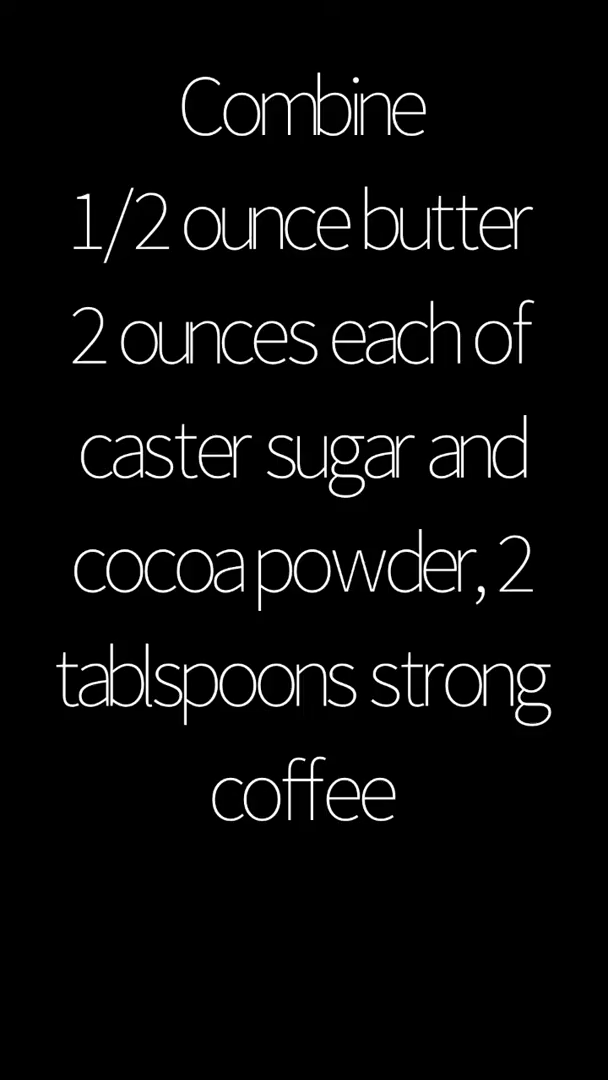 Combine
1/2 ounce butter
2 ounces each of
caster sugar and
cocoa powder, 2
tablspoons strong
coffee